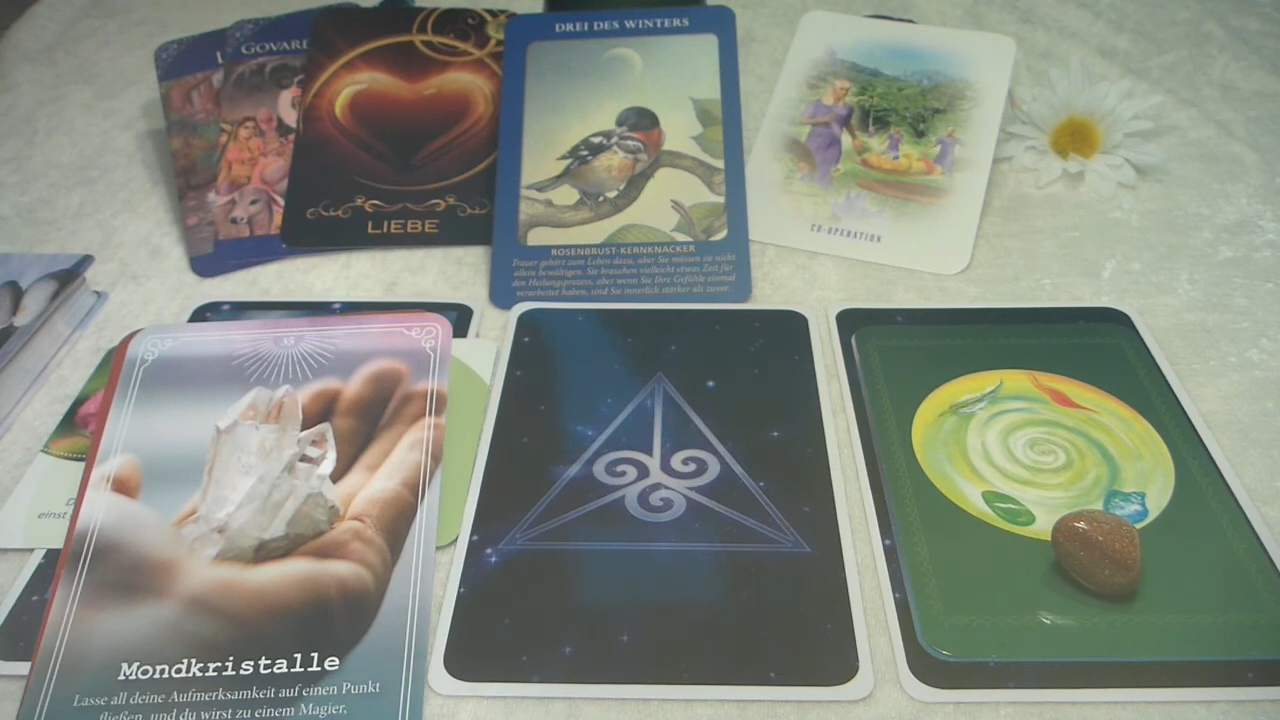 GOVARD
LIEBE
DREI DES WINTERS
ROSENBRUST-KERNKNACKER
Trauer gehört zum Leben dazu, aber Sie müssen sie nicht
allein bewältigen. Sie brauchen vielleicht etwas Zeit für
den Heilungsprozess, aber wenn Sie Ihre Gefühle einmal
verarbeitet haben, sind Sie innerlich stärker als zuvor.
CO-OPERATION
einst
35
Mondkristalle
Lasse all deine Aufmerksamkeit auf einen Punkt
fließen, und du wirst zu einem Magier,